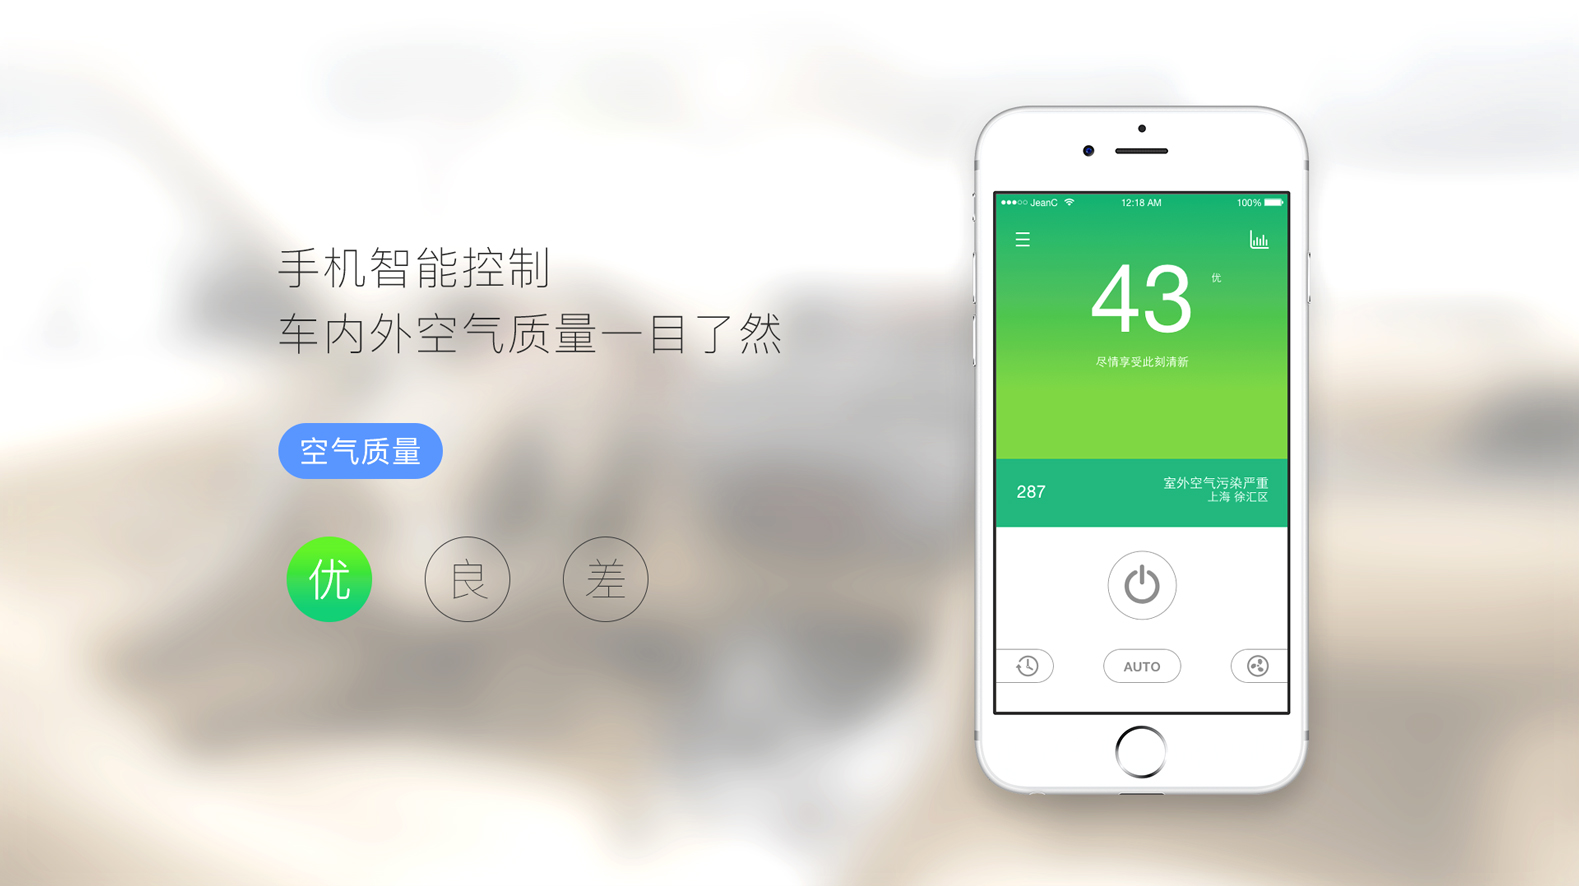 手机智能控制
车内外空气质量一目了然
空气质量
优
良
差
JeanC
12:18 AM
100%
43
优
尽情享受此刻清新
287
室外空气污染严重
上海 徐汇区
AUTO